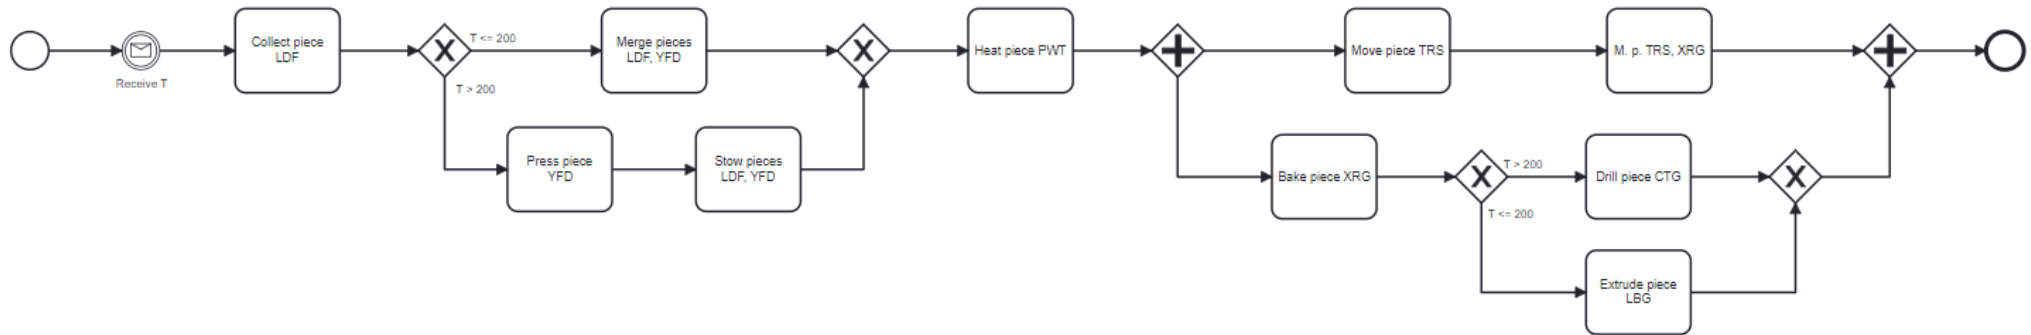 Receive T
Collect piece
LDF
T <= 200
T > 200
Merge pieces
LDF, YFD
Press piece
YFD
Stow pieces
LDF, YFD
Heat piece PWT
Move piece TRS
M. p. TRS, XRG
Bake piece XRG
T > 200
T <= 200
Drill piece CTG
Extrude piece
LBG